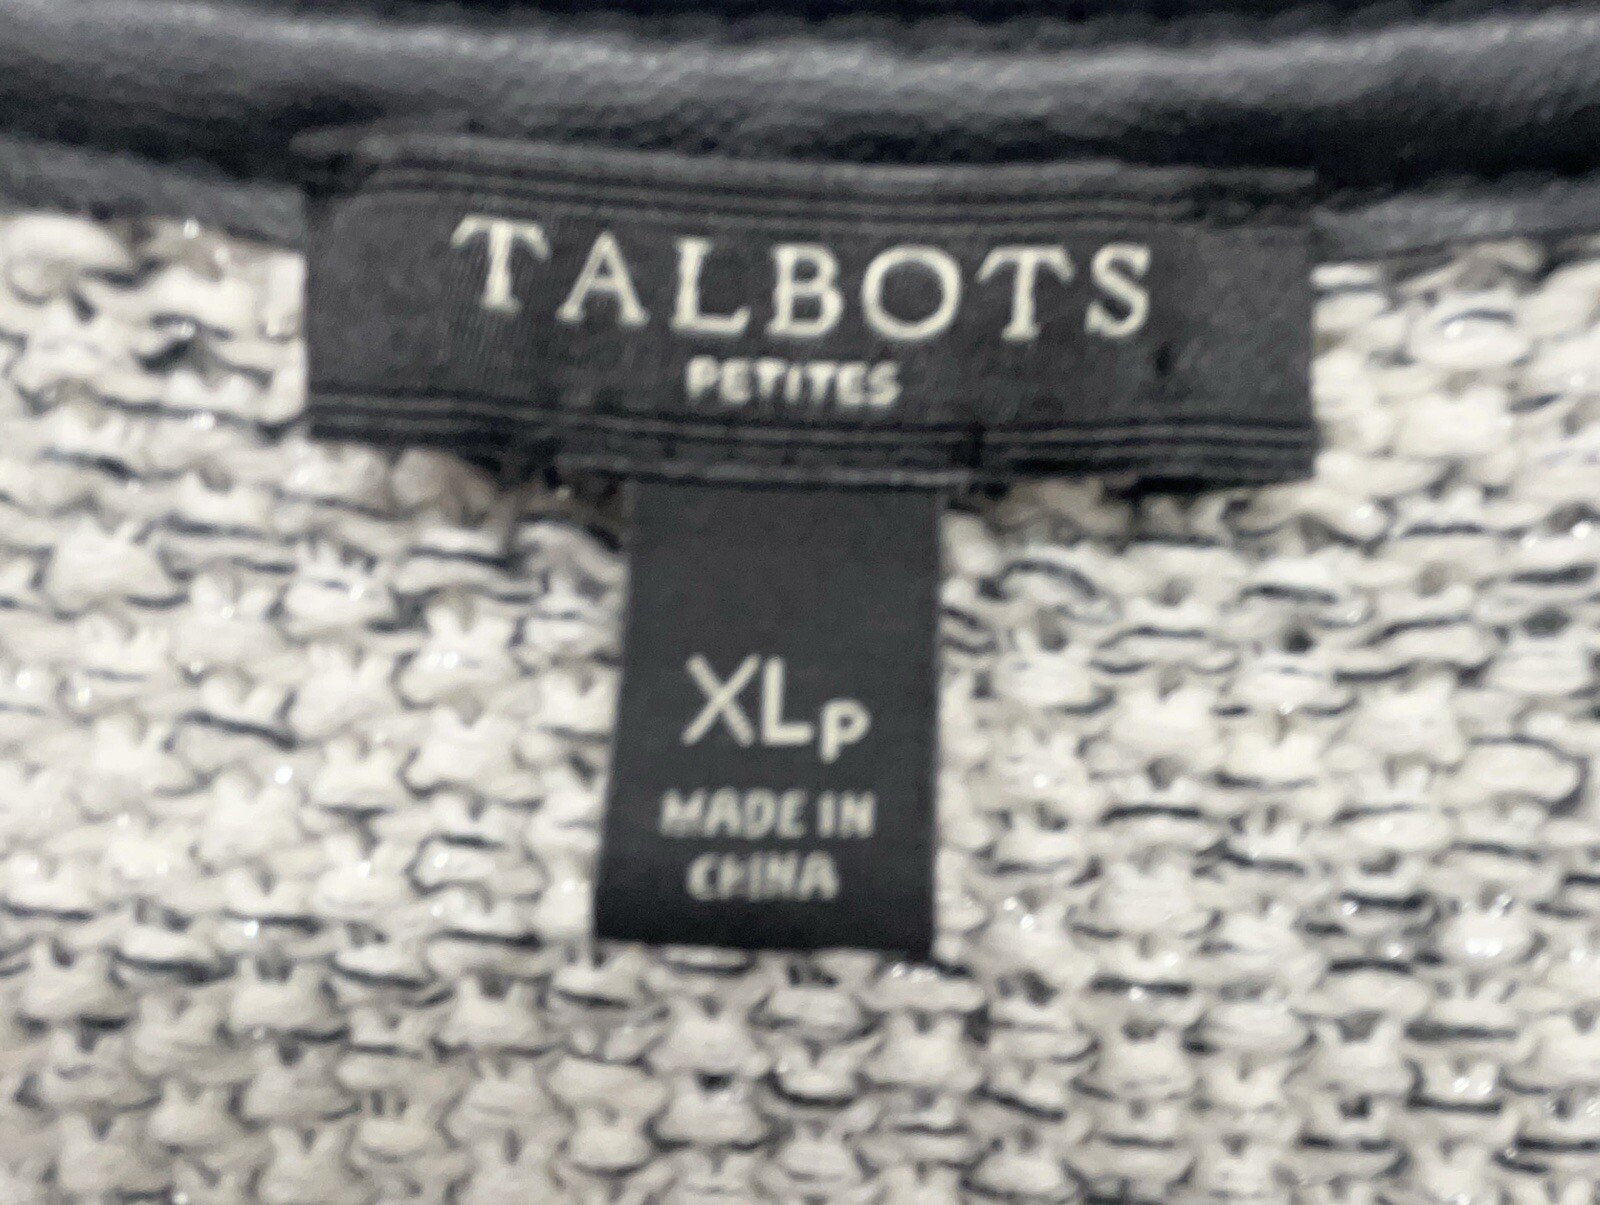 TALBOTS
PETITES
XLp
MADE IN
CHINA